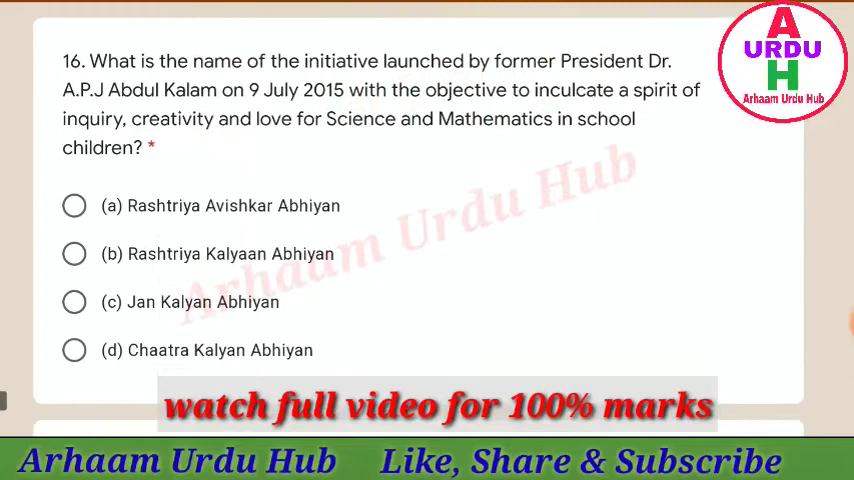 16. What is the name of the initiative launched by former President Dr.
A.P.J Abdul Kalam on 9 July 2015 with the objective to inculcate a spirit of
inquiry, creativity and love for Science and Mathematics in school
children? *
(a) Rashtriya Avishkar Abhiyan
(b) Rashtriya Kalyaan Abhiyan
(c) Jan Kalyan Abhiyan
(d) Chaatra Kalyan Abhiyan
A
URDU
H
Arhaam Urdu Hub
Arhaam Urdu Hub
watch full video for 100% marks
Arhaam Urdu Hub Like, Share & Subscribe